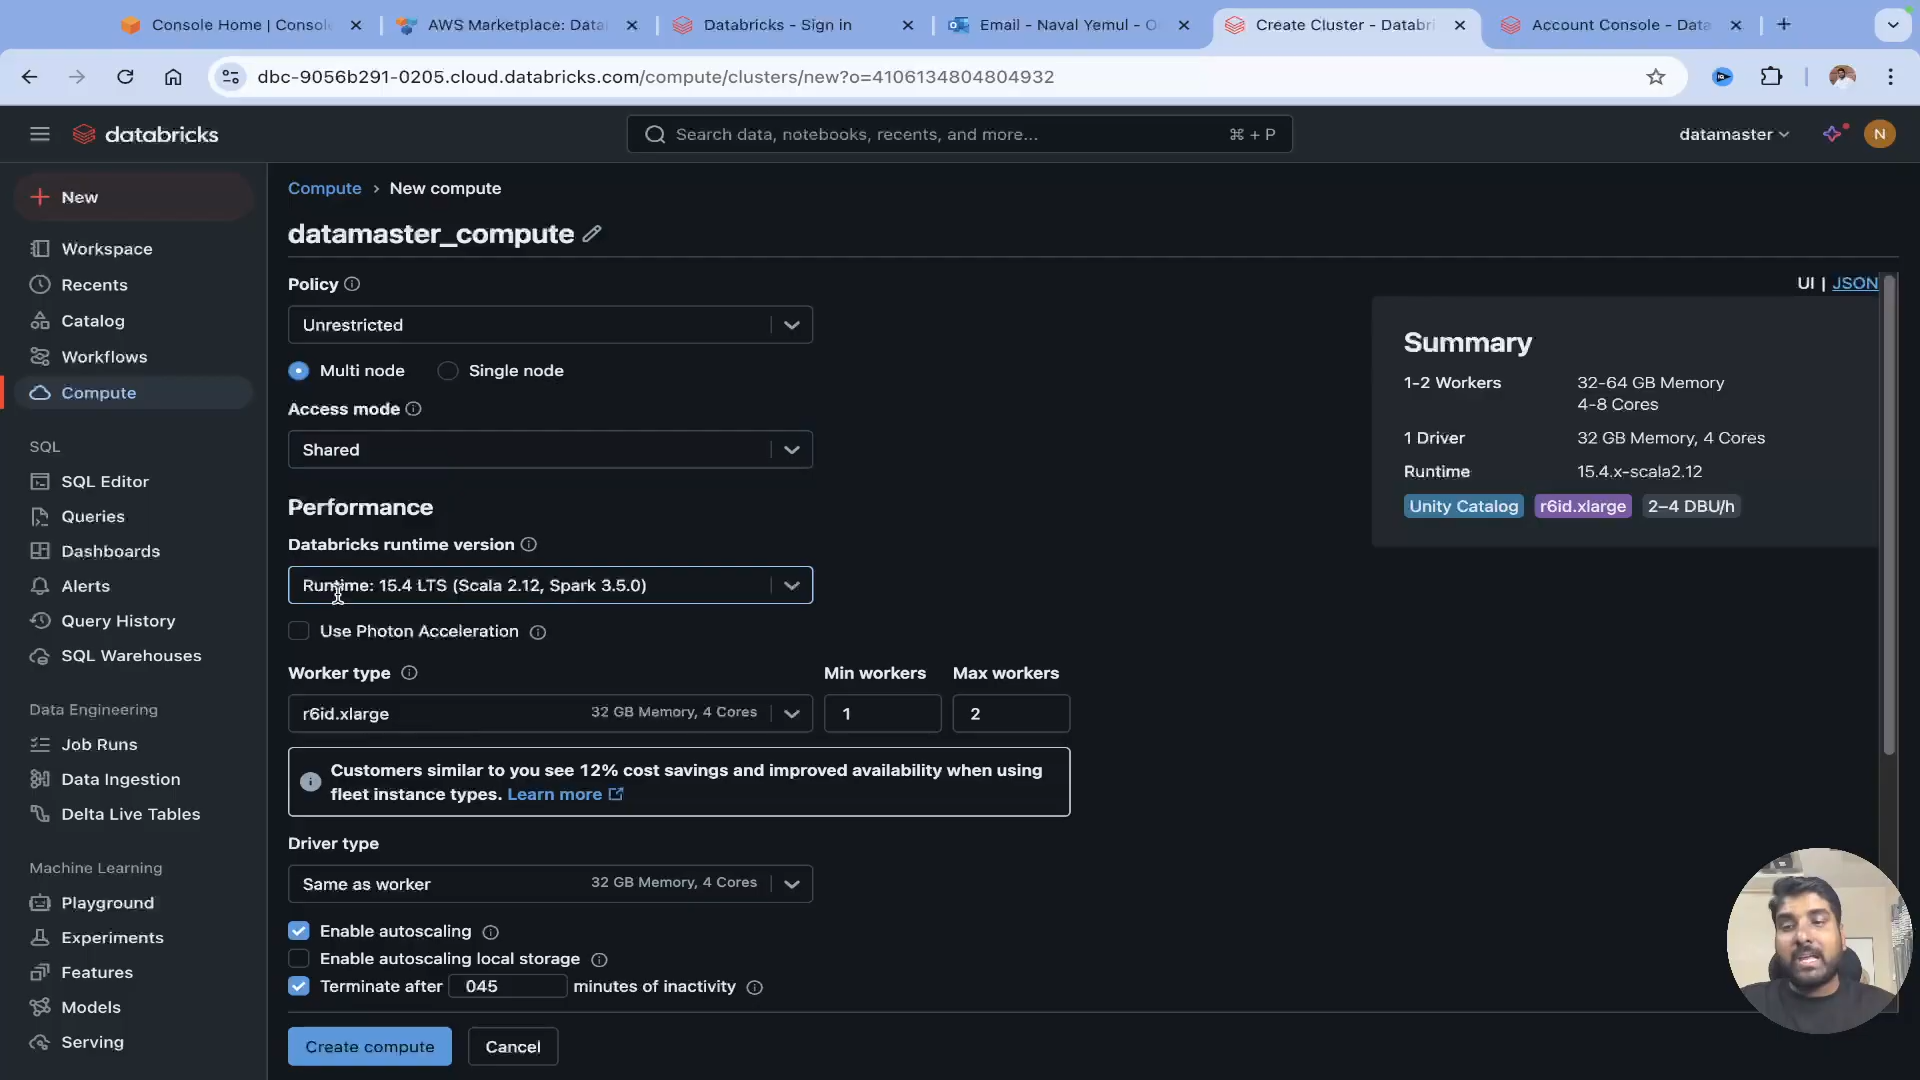 Console Home | Consol
AWS Marketplace: Data
Databricks - Sign in
Email - Naval Yemul - O
Create Cluster - Databri
Account Console - Data
dbc-9056b291-0205.cloud.databricks.com/compute/clusters/new?o=4106134804804932
databricks
Search data, notebooks, recents, and more...
⌘ + P
datamaster
N
New
Workspace
Recents
Catalog
Workflows
Compute
SQL
SQL Editor
Queries
Dashboards
Alerts
Query History
SQL Warehouses
Data Engineering
Job Runs
Data Ingestion
Delta Live Tables
Machine Learning
Playground
Experiments
Features
Models
Serving
Compute › New compute
datamaster_compute
UI | JSON
Policy
Unrestricted
Multi node
Single node
Access mode
Shared
Performance
Databricks runtime version
Runtime: 15.4 LTS (Scala 2.12, Spark 3.5.0)
Use Photon Acceleration
Worker type
Min workers
Max workers
r6id.xlarge
32 GB Memory, 4 Cores
1
2
Customers similar to you see 12% cost savings and improved availability when using
fleet instance types. Learn more
Driver type
Same as worker
32 GB Memory, 4 Cores
Enable autoscaling
Enable autoscaling local storage
Terminate after 045 minutes of inactivity
Create compute
Cancel
Summary
1-2 Workers
32-64 GB Memory
4-8 Cores
1 Driver
32 GB Memory, 4 Cores
Runtime
15.4.x-scala2.12
Unity Catalog
r6id.xlarge
2–4 DBU/h